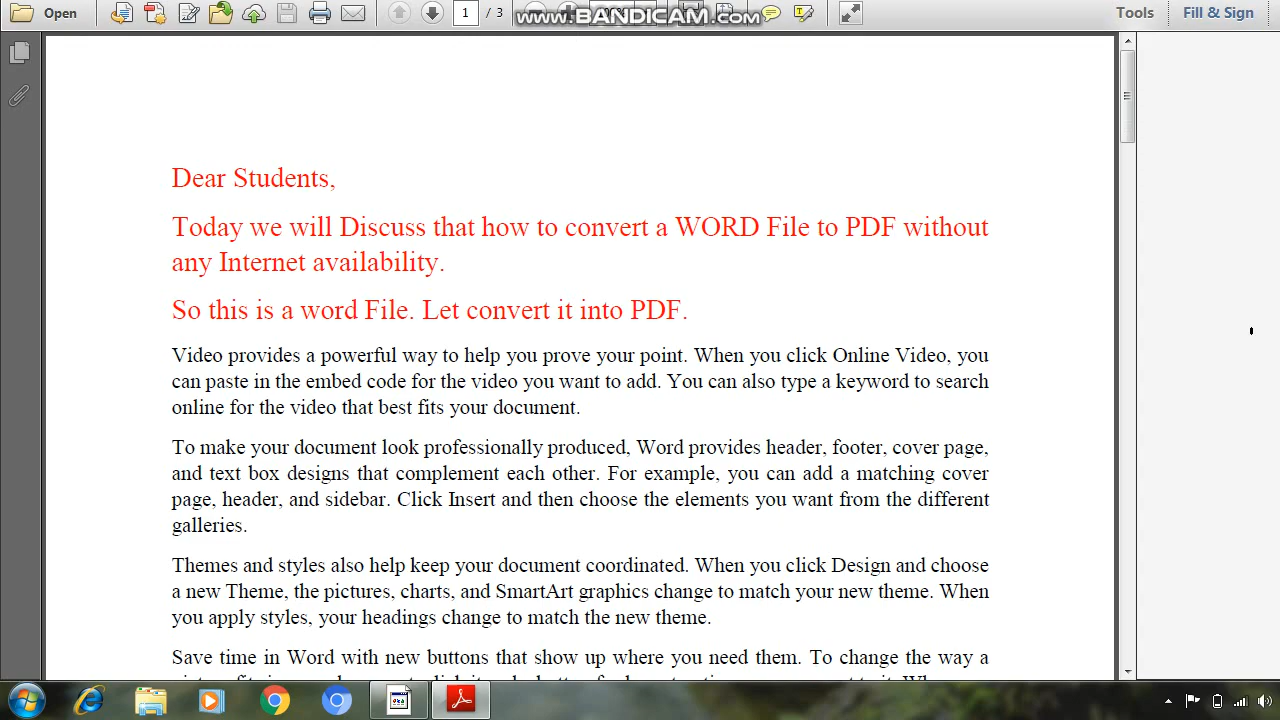 Open
1
/ 3
www.BANDICAM.com
Tools
Fill & Sign
Dear Students,
Today we will Discuss that how to convert a WORD File to PDF without
any Internet availability.
So this is a word File. Let convert it into PDF.
Video provides a powerful way to help you prove your point. When you click Online Video, you
can paste in the embed code for the video you want to add. You can also type a keyword to search
online for the video that best fits your document.
To make your document look professionally produced, Word provides header, footer, cover page,
and text box designs that complement each other. For example, you can add a matching cover
page, header, and sidebar. Click Insert and then choose the elements you want from the different
galleries.
Themes and styles also help keep your document coordinated. When you click Design and choose
a new Theme, the pictures, charts, and SmartArt graphics change to match your new theme. When
you apply styles, your headings change to match the new theme.
Save time in Word with new buttons that show up where you need them. To change the way a